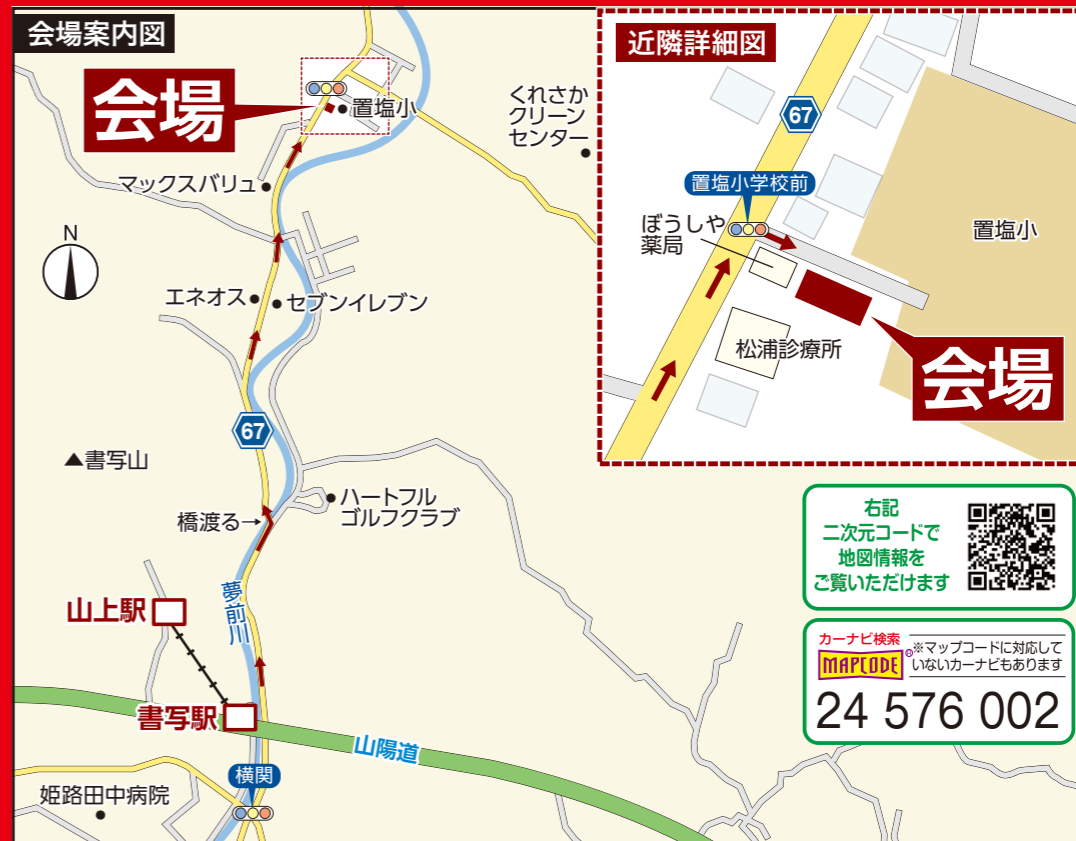 会場案内図
会場
置塩小
くれさか
クリーン
センター
マックスバリュ
N
エネオス
セブンイレブン
67
▲書写山
ハートフル
ゴルフクラブ
橋渡る→
夢前川
山上駅
書写駅
山陽道
横関
姫路田中病院
近隣詳細図
67
置塩小学校前
ぼうしや
薬局
置塩小
松浦診療所
会場
右記
二次元コードで
地図情報を
ご覧いただけます
カーナビ検索
MAPCODE®
※マップコードに対応して
いないカーナビもあります
24 576 002